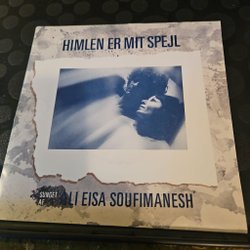 HIMLEN ER MIT SPEJL
SUNGET
AF ALI EISA SOUFIMANESH